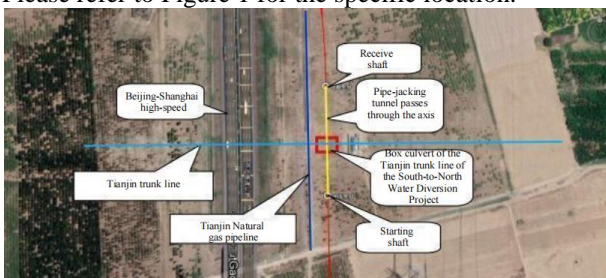 Please refer to Figure 1 for the specific location.
Receive
shaft
Beijing-Shanghai
high-speed
Pipe-jacking
tunnel passes
through the axis
Box culvert of the
Tianjin trunk line of
the South-to-North
Water Diversion
Project
Tianjin trunk line
Tianjin Natural
gas pipeline
Starting
shaft